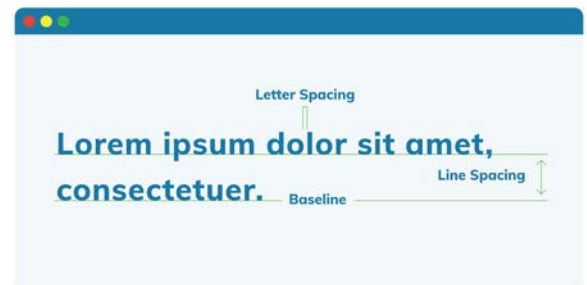 Letter Spacing
Lorem ipsum dolor sit amet,
Line Spacing
consectetuer.
Baseline